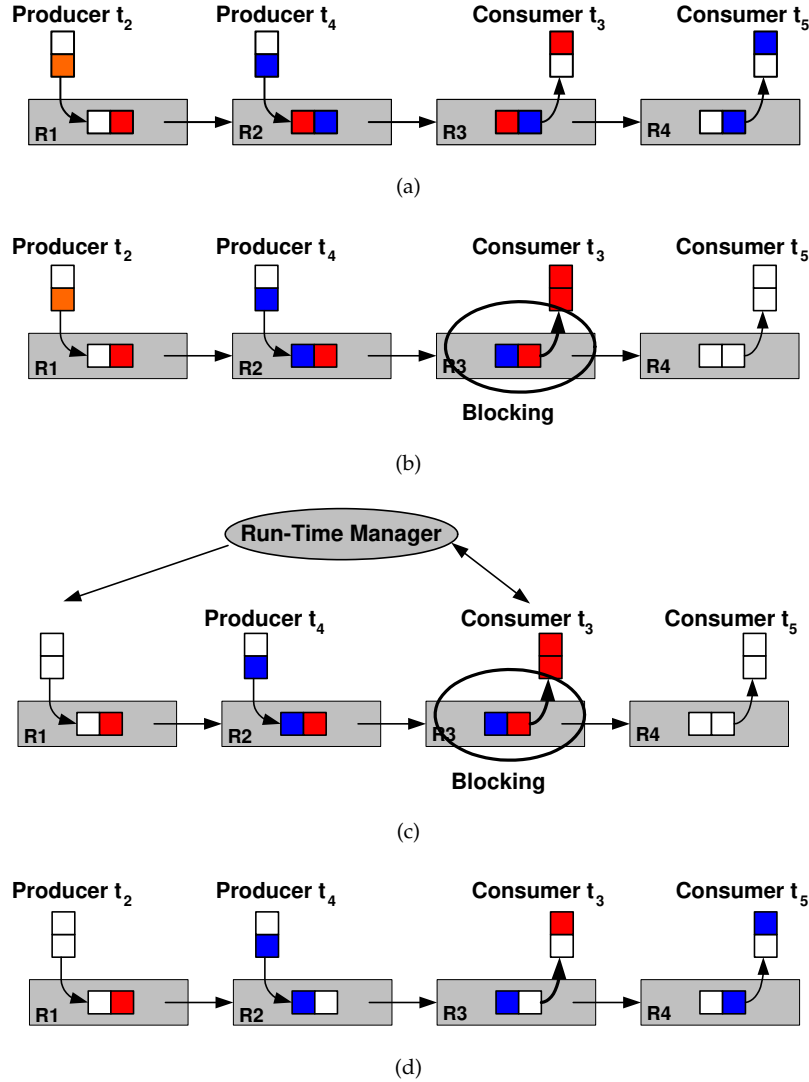 Producer t2 Producer t4 Consumer t3 Consumer t5
R1 R2 R3 R4
(a)
Producer t2 Producer t4 Consumer t3 Consumer t5
R1 R2 R3 R4
Blocking
(b)
Run-Time Manager
Producer t4 Consumer t3 Consumer t5
R1 R2 R3 R4
Blocking
(c)
Producer t2 Producer t4 Consumer t3 Consumer t5
R1 R2 R3 R4
(d)